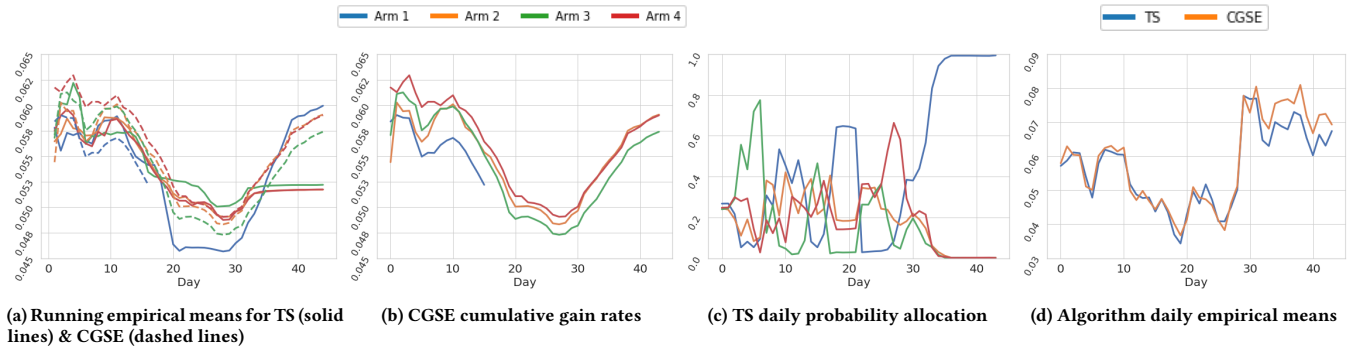 Arm 1 Arm 2 Arm 3 Arm 4
TS CGSE
0.065
0.062
0.060
0.058
0.055
0.053
0.050
0.048
0.045
0 10 20 30 40
Day
0.065
0.062
0.060
0.058
0.055
0.053
0.050
0.048
0.045
0 10 20 30 40
Day
1.0
0.8
0.6
0.4
0.2
0.0
0 10 20 30 40
Day
0.09
0.08
0.07
0.06
0.05
0.04
0.03
0 10 20 30 40
Day
(a) Running empirical means for TS (solid
lines) & CGSE (dashed lines)
(b) CGSE cumulative gain rates
(c) TS daily probability allocation
(d) Algorithm daily empirical means